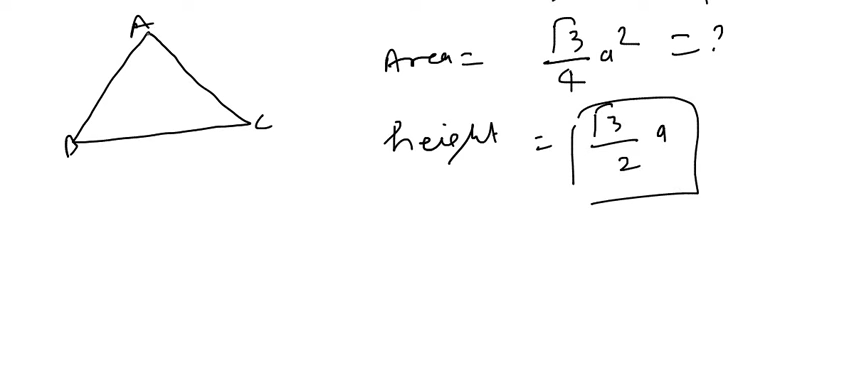 A
B
C
Area = √3/4 a² = ?
height = √3/2 a